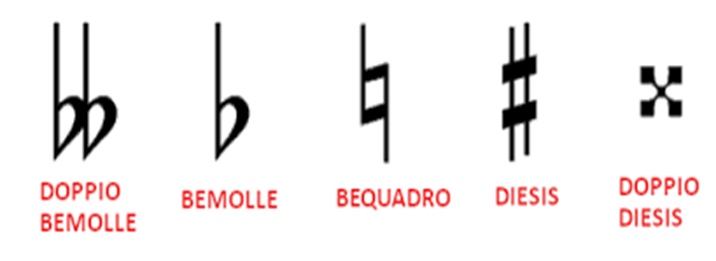 DOPPIO
BEMOLLE
BEMOLLE
BEQUADRO
DIESIS
DOPPIO
DIESIS